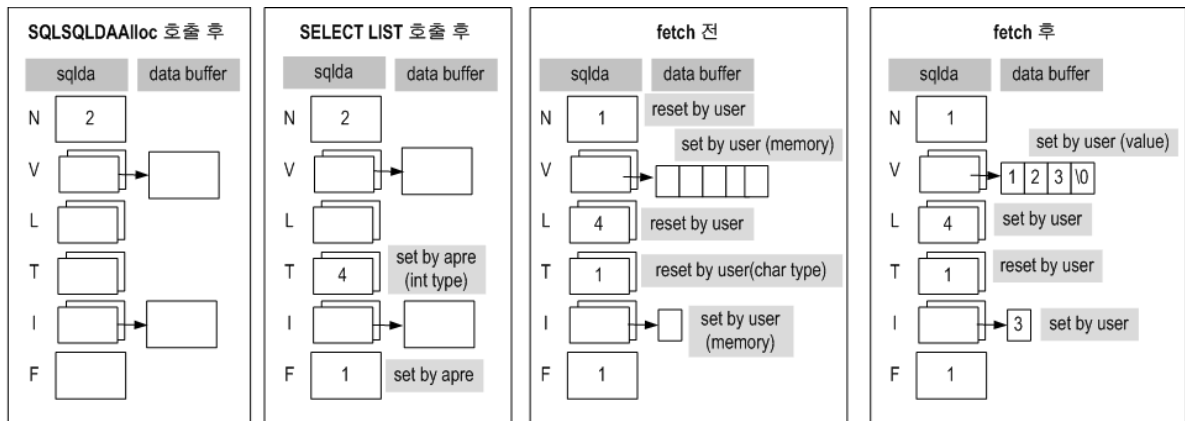 SQLSQLDAAlloc 호출 후
sqlda data buffer
N 2
V
L
T
I
F
SELECT LIST 호출 후
sqlda data buffer
N 2
V
L
T 4 set by apre
(int type)
I
F 1 set by apre
fetch 전
sqlda data buffer
N 1 reset by user
set by user (memory)
V
L 4 reset by user
T 1 reset by user(char type)
I set by user
(memory)
F 1
fetch 후
sqlda data buffer
N 1
set by user (value)
V 1 2 3 \0
L 4 set by user
T 1 reset by user
I 3 set by user
F 1